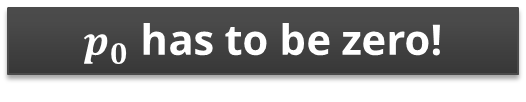 p₀ has to be zero!